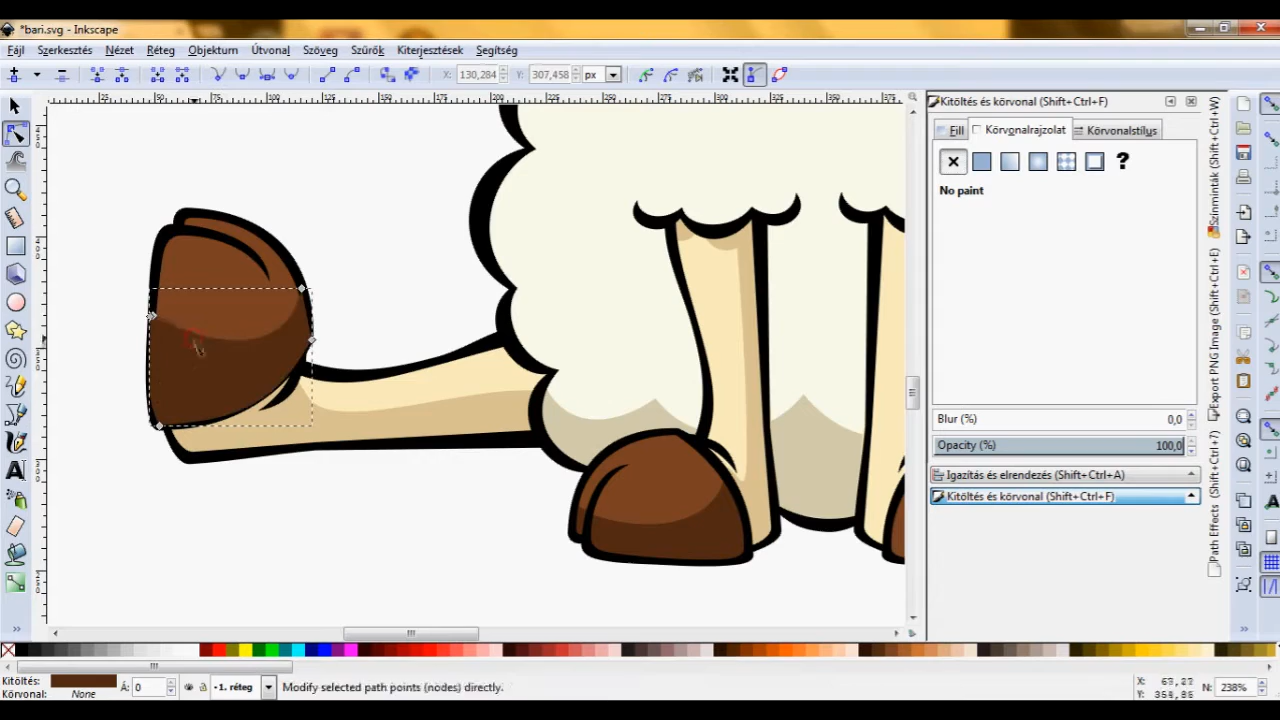 *bari.svg - Inkscape
Fájl Szerkesztés Nézet Réteg Objektum Útvonal Szöveg Szűrők Kiterjesztések Segítség
X: 130,284 Y: 307,458 px
Kitöltés és körvonal (Shift+Ctrl+F)
Fill Körvonalrajzolat Körvonalstílus
?
No paint
Blur (%) 0,0
Opacity (%) 100,0
Igazítás és elrendezés (Shift+Ctrl+A)
Kitöltés és körvonal (Shift+Ctrl+F)
Színminták (Shift+Ctrl+W)
Export PNG Image (Shift+Ctrl+E)
Path Effects (Shift+Ctrl+7)
Kitöltés:
Körvonal: None
Á: 0
1. réteg
Modify selected path points (nodes) directly.
X:
Y:
N: 238%